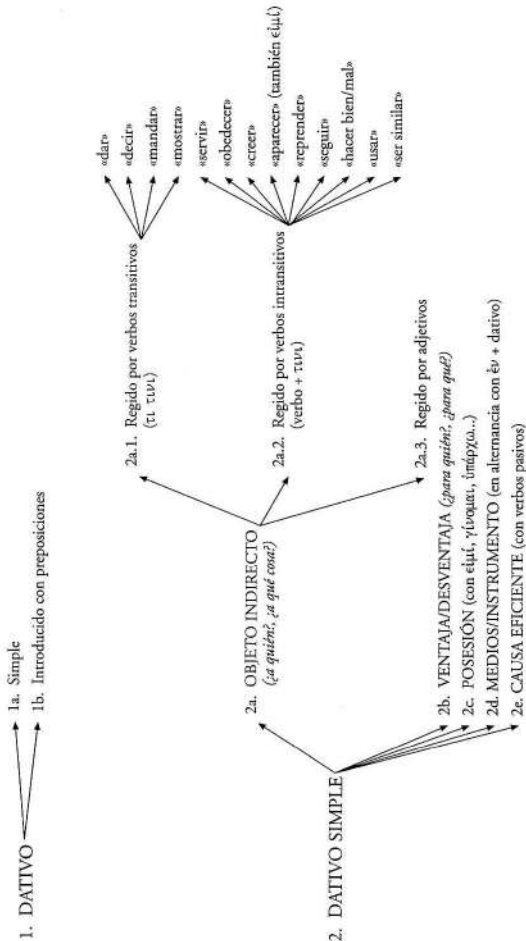 1. DATIVO
1a. Simple
1b. Introducido con preposiciones
2. DATIVO SIMPLE
2a. OBJETO INDIRECTO
(¿a quién?, ¿a qué cosa?)
2a.1. Regido por verbos transitivos
(τι τινι)
«dar»
«decir»
«mandar»
«mostrar»
2a.2. Regido por verbos intransitivos
(verbo + τινι)
«servir»
«obedecer»
«creer»
«aparecer» (también εἰμί)
«reprender»
«seguir»
«hacer bien/mal»
«usar»
«ser similar»
2a.3. Regido por adjetivos
2b. VENTAJA/DESVENTAJA (¿para quién?, ¿para qué?)
2c. POSESIÓN (con εἰμί, γίνομαι, ὑπάρχω...)
2d. MEDIOS/INSTRUMENTO (en alternancia con ἐν + dativo)
2e. CAUSA EFICIENTE (con verbos pasivos)